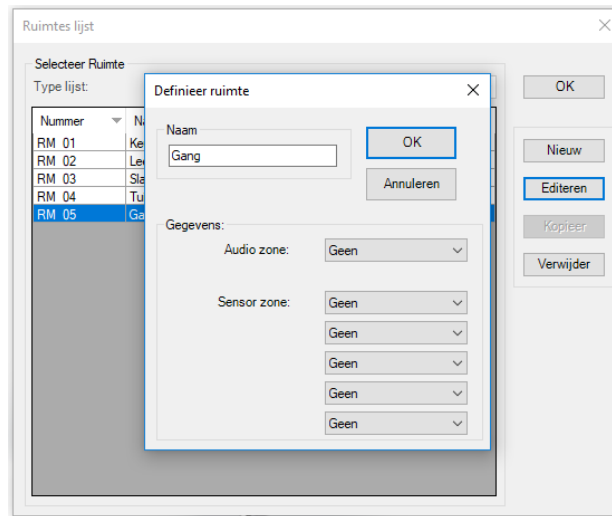 Ruimtes lijst
Selecteer Ruimte
Type lijst:
OK
Nummer
RM 01
RM 02
RM 03
RM 04
RM 05
Nieuw
Editeren
Kopieer
Verwijder
Definieer ruimte
Naam
Gang
OK
Annuleren
Gegevens:
Audio zone: Geen
Sensor zone: Geen
Geen
Geen
Geen
Geen